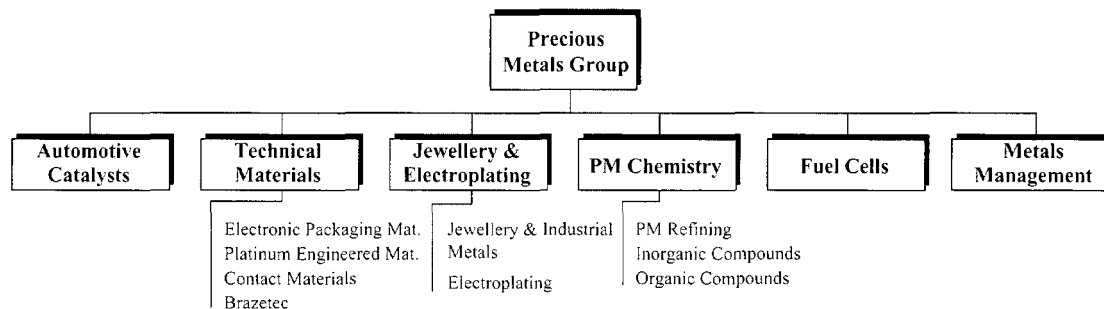 Precious
Metals Group
Automotive
Catalysts
Technical
Materials
Jewellery &
Electroplating
PM Chemistry
Fuel Cells
Metals
Management
Electronic Packaging Mat.
Platinum Engineered Mat.
Contact Materials
Brazetec
Jewellery & Industrial
Metals
Electroplating
PM Refining
Inorganic Compounds
Organic Compounds